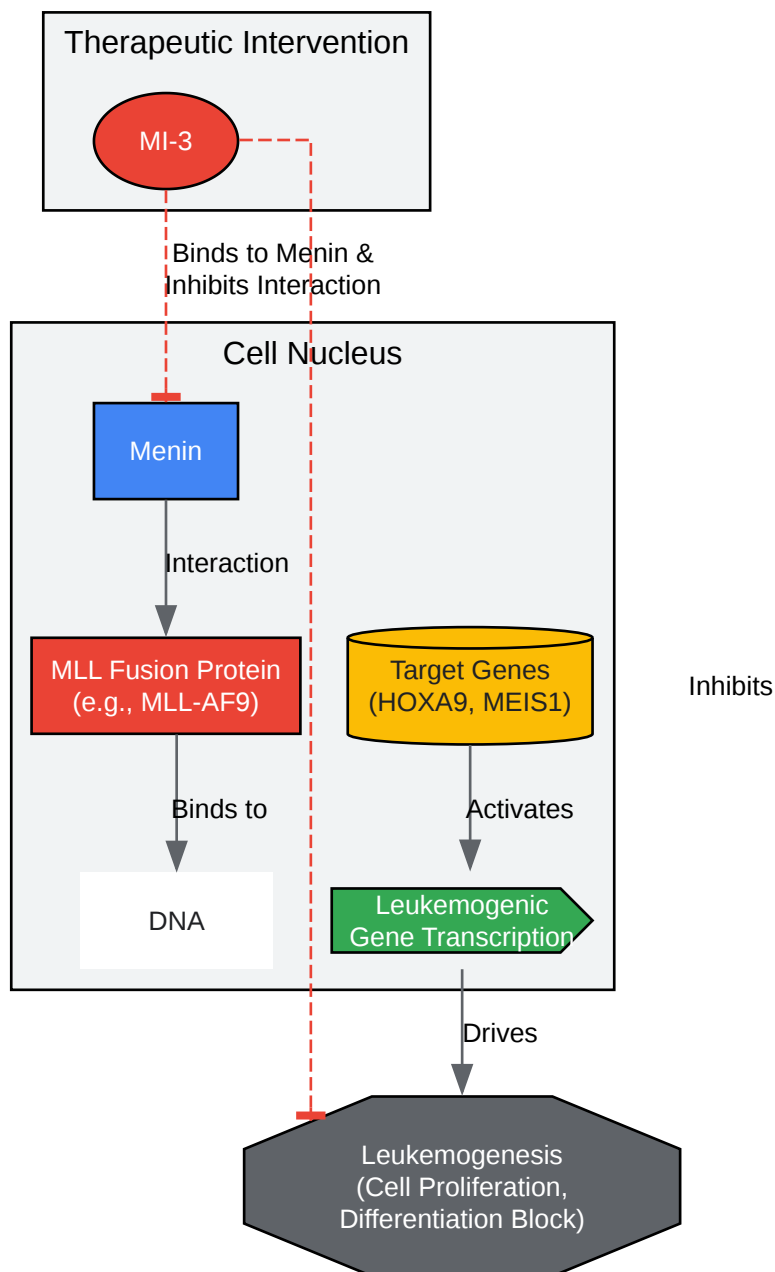 Therapeutic Intervention
MI-3
Binds to Menin &
Inhibits Interaction
Cell Nucleus
Menin
Interaction
MLL Fusion Protein
(e.g., MLL-AF9)
Target Genes
(HOXA9, MEIS1)
Inhibits
Binds to
Activates
DNA
Leukemogenic
Gene Transcription
Drives
Leukemogenesis
(Cell Proliferation,
Differentiation Block)